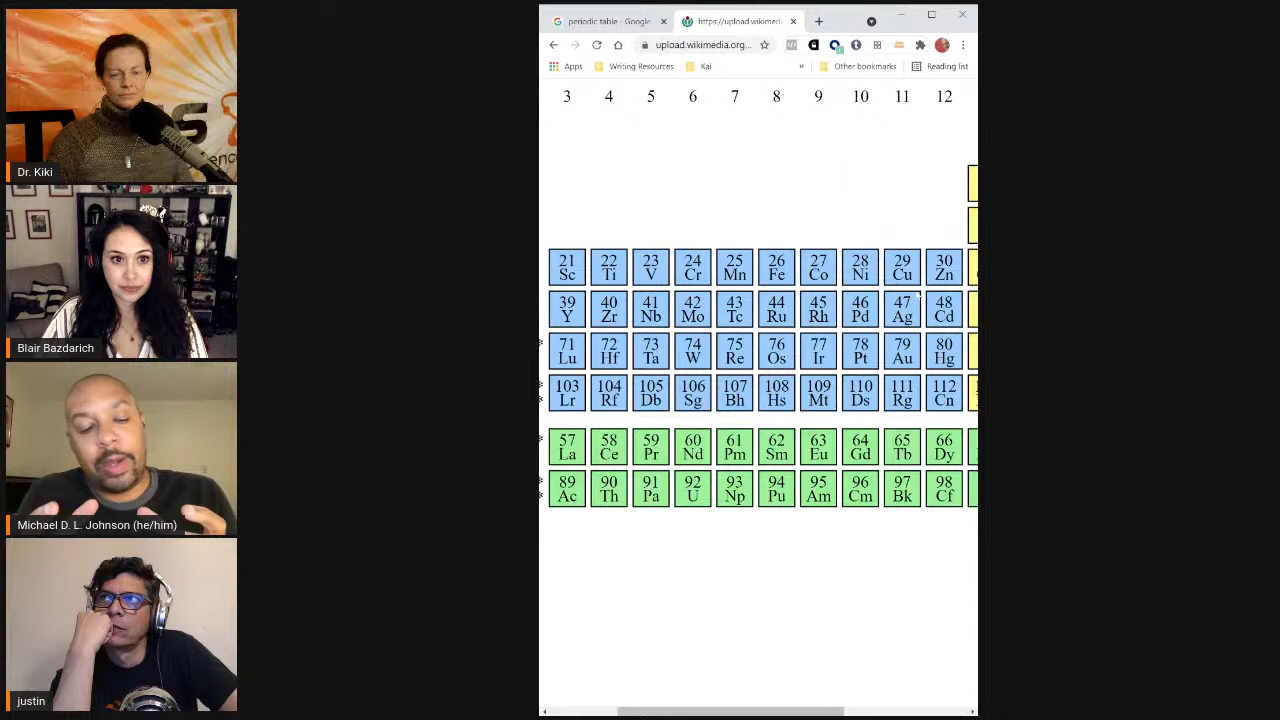 Dr. Kiki
Blair Bazdarich
Michael D. L. Johnson (he/him)
justin
periodic table - Google
https://upload.wikimedi
upload.wikimedia.org...
Apps Writing Resources Kai » Other bookmarks Reading list
3 4 5 6 7 8 9 10 11 12
21 22 23 24 25 26 27 28 29 30
Sc Ti V Cr Mn Fe Co Ni Cu Zn
39 40 41 42 43 44 45 46 47 48
Y Zr Nb Mo Tc Ru Rh Pd Ag Cd
71 72 73 74 75 76 77 78 79 80
Lu Hf Ta W Re Os Ir Pt Au Hg
103 104 105 106 107 108 109 110 111 112
Lr Rf Db Sg Bh Hs Mt Ds Rg Cn
57 58 59 60 61 62 63 64 65 66
La Ce Pr Nd Pm Sm Eu Gd Tb Dy
89 90 91 92 93 94 95 96 97 98
Ac Th Pa U Np Pu Am Cm Bk Cf